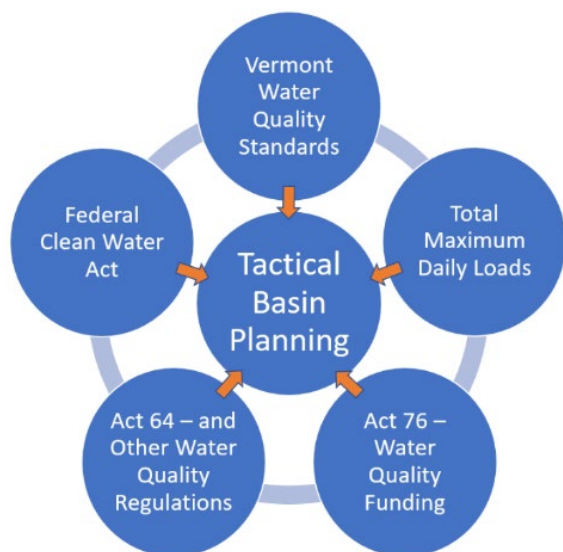 Vermont
Water
Quality
Standards
Federal
Clean Water
Act
Total
Maximum
Daily Loads
Tactical
Basin
Planning
Act 64 – and
Other Water
Quality
Regulations
Act 76 –
Water
Quality
Funding